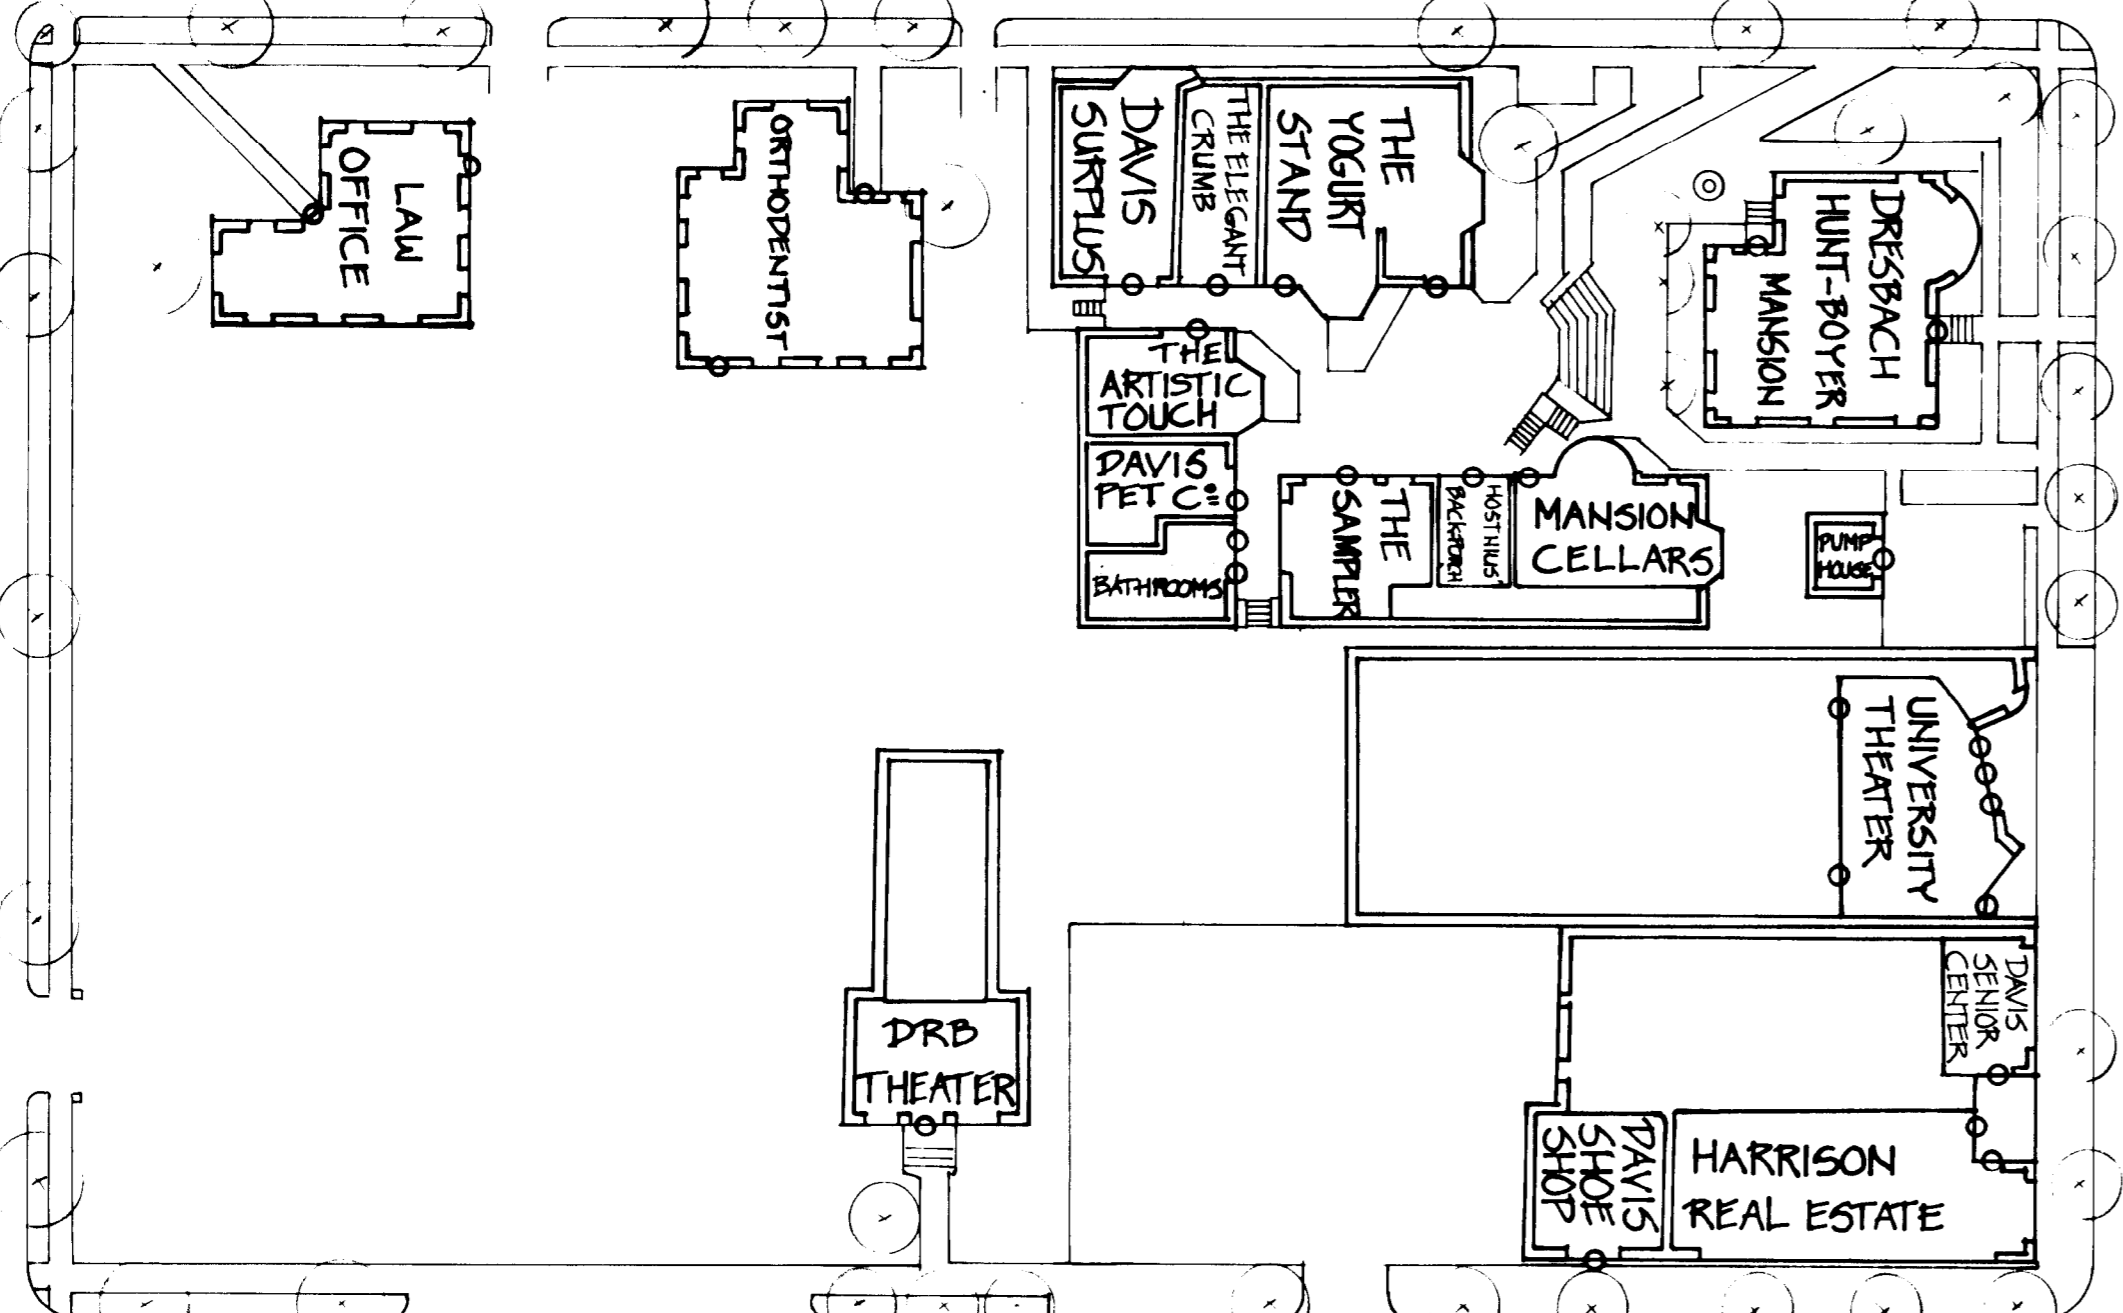 LAW
OFFICE
ORTHODENTIST
DAVIS
SURPLUS
THE ELEGANT
CRUMB
THE
YOGURT
STAND
DRESBACH
HUNT-BOYER
MANSION
THE
ARTISTIC
TOUCH
DAVIS
PET Co
BATHROOMS
THE
SAMPLER
BACKPORCH
MANSION
CELLARS
PUMP
HOUSE
UNIVERSITY
THEATER
DRB
THEATER
DAVIS
SENIOR
CENTER
DAVIS
SHOE
SHOP
HARRISON
REAL ESTATE